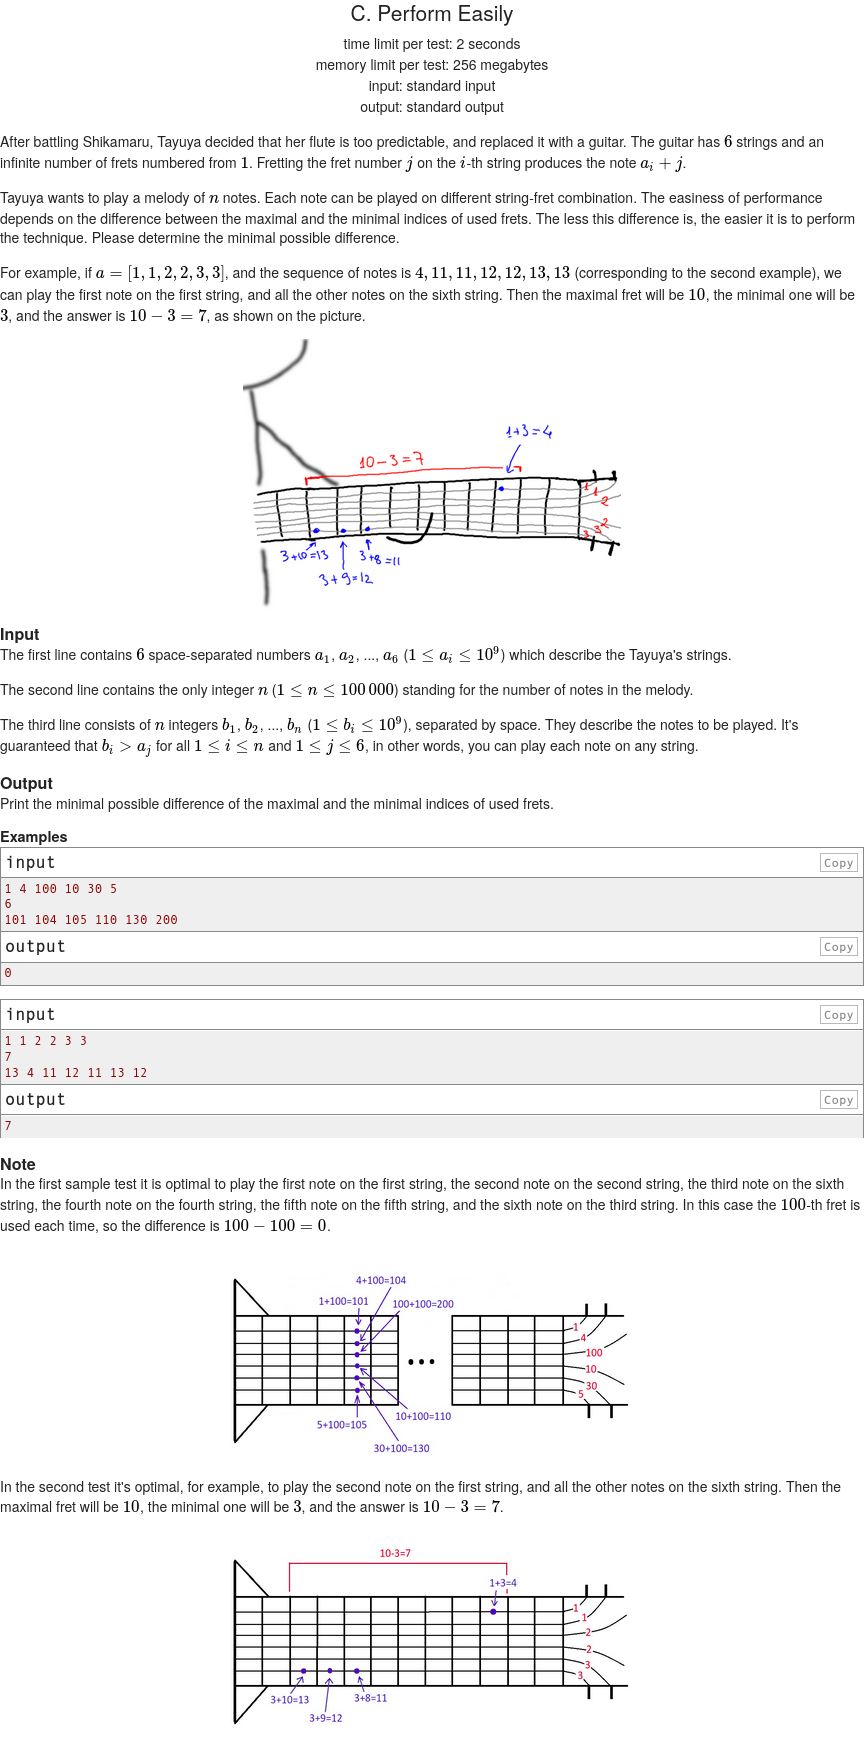 C. Perform Easily
time limit per test: 2 seconds
memory limit per test: 256 megabytes
input: standard input
output: standard output
After battling Shikamaru, Tayuya decided that her flute is too predictable, and replaced it with a guitar. The guitar has 6 strings and an
infinite number of frets numbered from 1. Fretting the fret number j on the i-th string produces the note a_i + j.
Tayuya wants to play a melody of n notes. Each note can be played on different string-fret combination. The easiness of performance
depends on the difference between the maximal and the minimal indices of used frets. The less this difference is, the easier it is to perform
the technique. Please determine the minimal possible difference.
For example, if a = [1, 1, 2, 2, 3, 3], and the sequence of notes is 4, 11, 11, 12, 12, 13, 13 (corresponding to the second example), we
can play the first note on the first string, and all the other notes on the sixth string. Then the maximal fret will be 10, the minimal one will be
3, and the answer is 10 − 3 = 7, as shown on the picture.
1+3=4
10-3=7
1
1
2
2
3
3
3+10=13
3+8=11
3+9=12
Input
The first line contains 6 space-separated numbers a_1, a_2, ..., a_6 (1 ≤ a_i ≤ 10^9) which describe the Tayuya's strings.
The second line contains the only integer n (1 ≤ n ≤ 100 000) standing for the number of notes in the melody.
The third line consists of n integers b_1, b_2, ..., b_n (1 ≤ b_i ≤ 10^9), separated by space. They describe the notes to be played. It's
guaranteed that b_i > a_j for all 1 ≤ i ≤ n and 1 ≤ j ≤ 6, in other words, you can play each note on any string.
Output
Print the minimal possible difference of the maximal and the minimal indices of used frets.
Examples
input Copy
1 4 100 10 30 5
6
101 104 105 110 130 200
output Copy
0
input Copy
1 1 2 2 3 3
7
13 4 11 12 11 13 12
output Copy
7
Note
In the first sample test it is optimal to play the first note on the first string, the second note on the second string, the third note on the sixth
string, the fourth note on the fourth string, the fifth note on the fifth string, and the sixth note on the third string. In this case the 100-th fret is
used each time, so the difference is 100 − 100 = 0.
4+100=104
1+100=101
100+100=200
1
4
100
10
30
5
10+100=110
5+100=105
30+100=130
In the second test it's optimal, for example, to play the second note on the first string, and all the other notes on the sixth string. Then the
maximal fret will be 10, the minimal one will be 3, and the answer is 10 − 3 = 7.
10-3=7
1+3=4
1
1
2
2
3
3
3+10=13
3+8=11
3+9=12